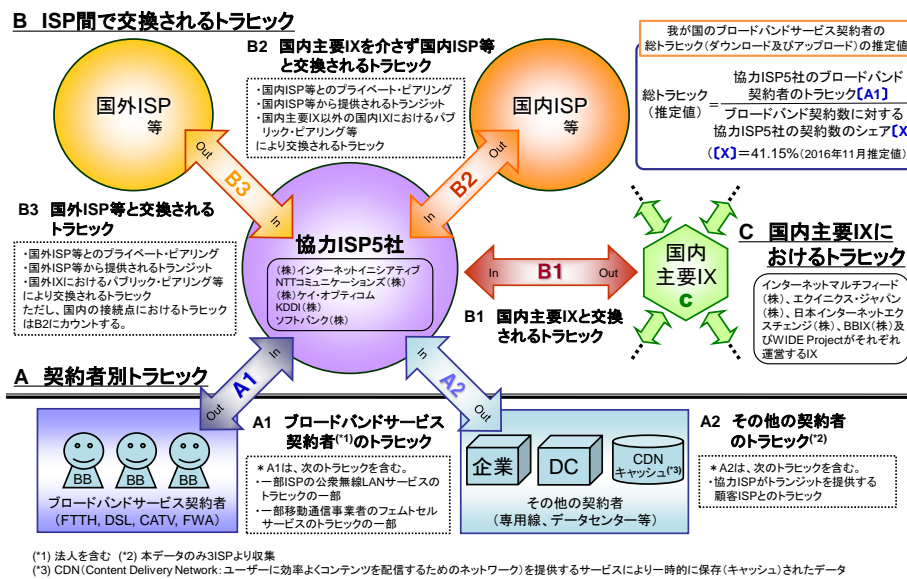 B ISP間で交換されるトラヒック
国外ISP
等
B2 国内主要IXを介さず国内ISP等
と交換されるトラヒック
・国内ISP等とのプライベート・ピアリング
・国内ISP等から提供されるトランジット
・国内主要IX以外の国内IXにおけるパブ
リック・ピアリング等
により交換されるトラヒック
国内ISP
等
我が国のブロードバンドサービス契約者の
総トラヒック(ダウンロード及びアップロード)の推定値
総トラヒック
(推定値)
=
協力ISP5社のブロードバンド
契約者のトラヒック[A1]
ブロードバンド契約数に対する
協力ISP5社の契約数のシェア[X]
([X]=41.15%(2016年11月推定値)
Out
B3
In
Out
B2
In
B3 国外ISP等と交換される
トラヒック
・国外ISP等とのプライベート・ピアリング
・国外ISP等から提供されるトランジット
・国外IXにおけるパブリック・ピアリング等
により交換されるトラヒック
ただし、国内の接続点におけるトラヒック
はB2にカウントする。
協力ISP5社
(株)インターネットイニシアティブ
NTTコミュニケーションズ(株)
(株)ケイ・オプティコム
KDDI(株)
ソフトバンク(株)
In B1 Out
B1 国内主要IXと交換
されるトラヒック
国内
主要IX
C
C 国内主要IXに
おけるトラヒック
インターネットマルチフィード
(株)、エクイニクス・ジャパン
(株)、日本インターネットエク
スチェンジ(株)、BBIX(株)及
びWIDE Projectがそれぞれ
運営するIX
A 契約者別トラヒック
In
A1
Out
In
A2
Out
BB BB BB
ブロードバンドサービス契約者
(FTTH, DSL, CATV, FWA)
A1 ブロードバンドサービス
契約者(*1)のトラヒック
*A1は、次のトラヒックを含む。
・一部ISPの公衆無線LANサービスの
トラヒックの一部
・一部移動通信事業者のフェムトセル
サービスのトラヒックの一部
企業
DC
CDN
キャッシュ(*3)
その他の契約者
(専用線、データセンター等)
A2 その他の契約者
のトラヒック(*2)
*A2は、次のトラヒックを含む。
・協力ISPがトランジットを提供する
顧客ISPとのトラヒック
(*1) 法人を含む (*2) 本データのみ3ISPより収集
(*3) CDN(Content Delivery Network:ユーザーに効率よくコンテンツを配信するためのネットワーク)を提供するサービスにより一時的に保存(キャッシュ)されたデータ